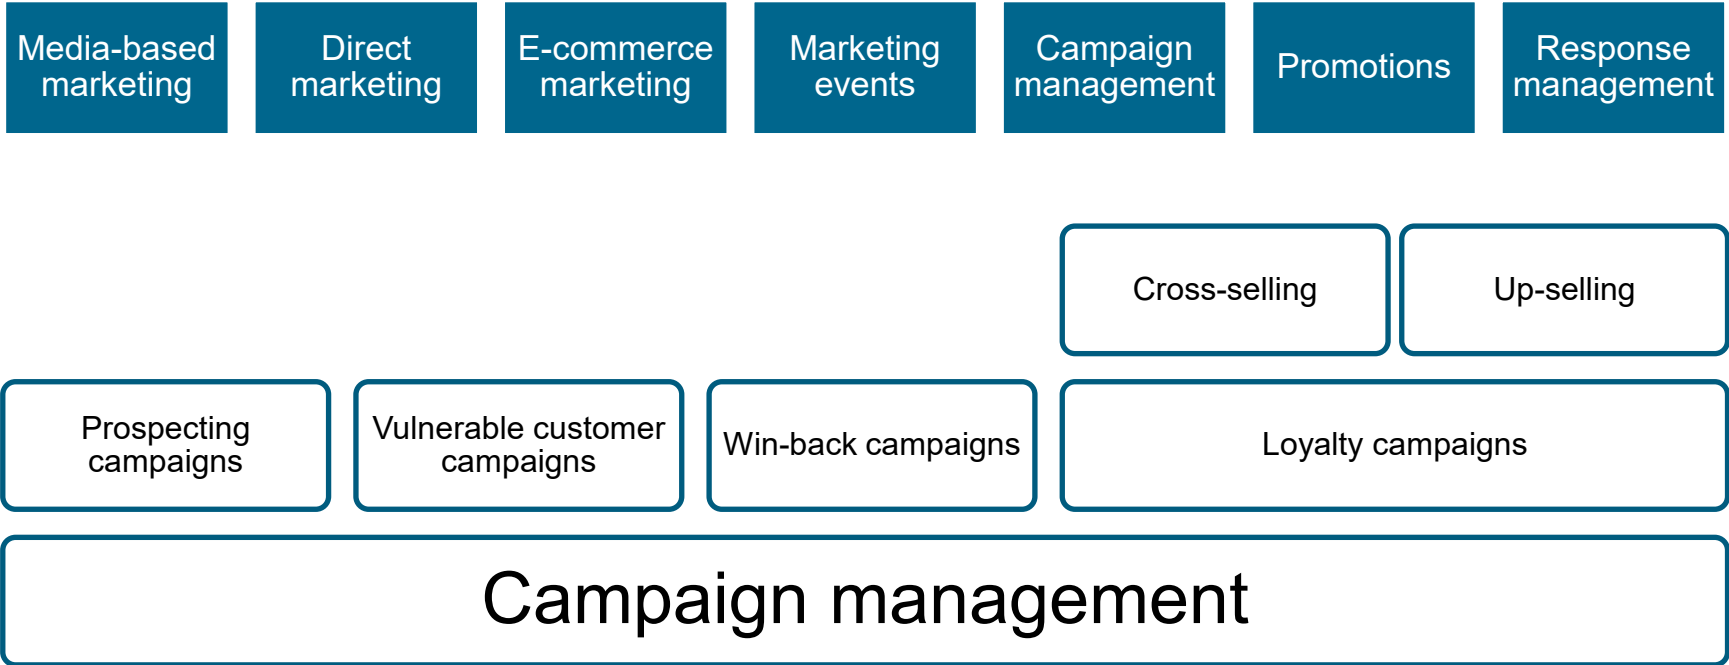 Media-based
marketing
Direct
marketing
E-commerce
marketing
Marketing
events
Campaign
management
Promotions
Response
management
Cross-selling
Up-selling
Prospecting
campaigns
Vulnerable customer
campaigns
Win-back campaigns
Loyalty campaigns
Campaign management